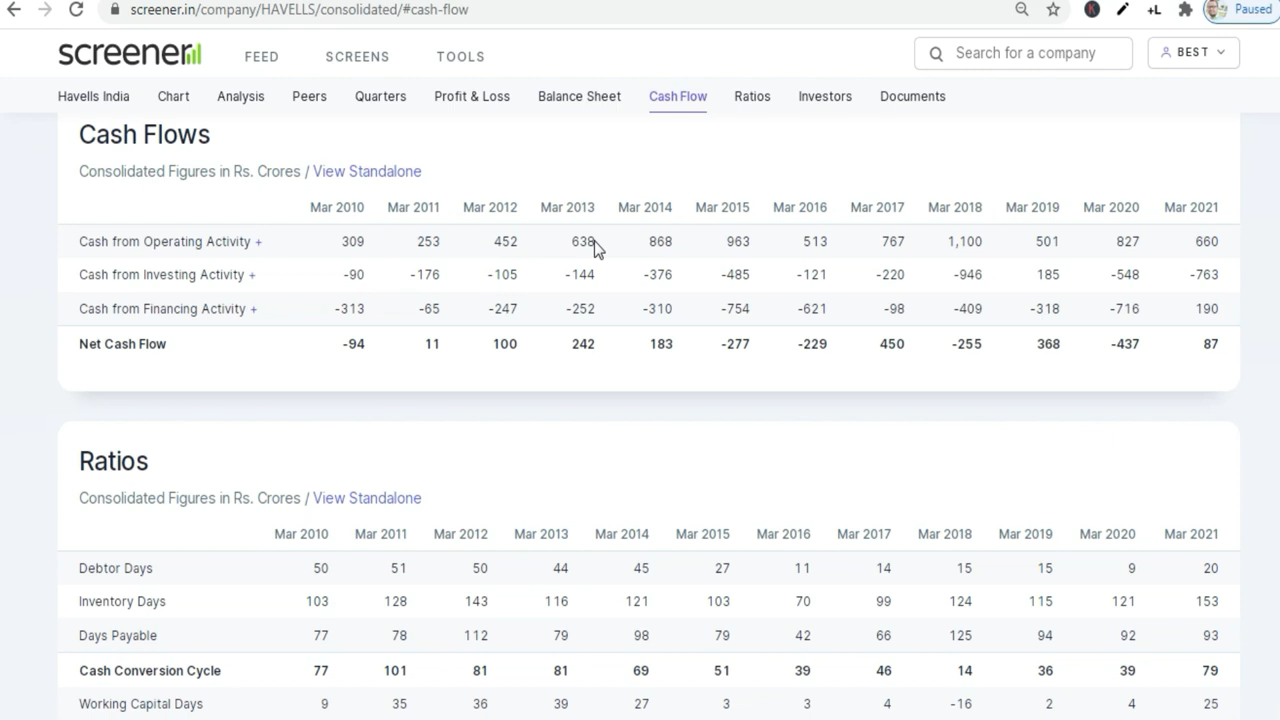 screener.in/company/HAVELLS/consolidated/#cash-flow Paused
screener FEED SCREENS TOOLS Search for a company BEST
Havells India Chart Analysis Peers Quarters Profit & Loss Balance Sheet Cash Flow Ratios Investors Documents
Cash Flows
Consolidated Figures in Rs. Crores / View Standalone
Mar 2010 Mar 2011 Mar 2012 Mar 2013 Mar 2014 Mar 2015 Mar 2016 Mar 2017 Mar 2018 Mar 2019 Mar 2020 Mar 2021
Cash from Operating Activity + 309 253 452 638 868 963 513 767 1,100 501 827 660
Cash from Investing Activity + -90 -176 -105 -144 -376 -485 -121 -220 -946 185 -548 -763
Cash from Financing Activity + -313 -65 -247 -252 -310 -754 -621 -98 -409 -318 -716 190
Net Cash Flow -94 11 100 242 183 -277 -229 450 -255 368 -437 87
Ratios
Consolidated Figures in Rs. Crores / View Standalone
Mar 2010 Mar 2011 Mar 2012 Mar 2013 Mar 2014 Mar 2015 Mar 2016 Mar 2017 Mar 2018 Mar 2019 Mar 2020 Mar 2021
Debtor Days 50 51 50 44 45 27 11 14 15 15 9 20
Inventory Days 103 128 143 116 121 103 70 99 124 115 121 153
Days Payable 77 78 112 79 98 79 42 66 125 94 92 93
Cash Conversion Cycle 77 101 81 81 69 51 39 46 14 36 39 79
Working Capital Days 9 35 36 39 27 3 3 4 -16 2 4 25